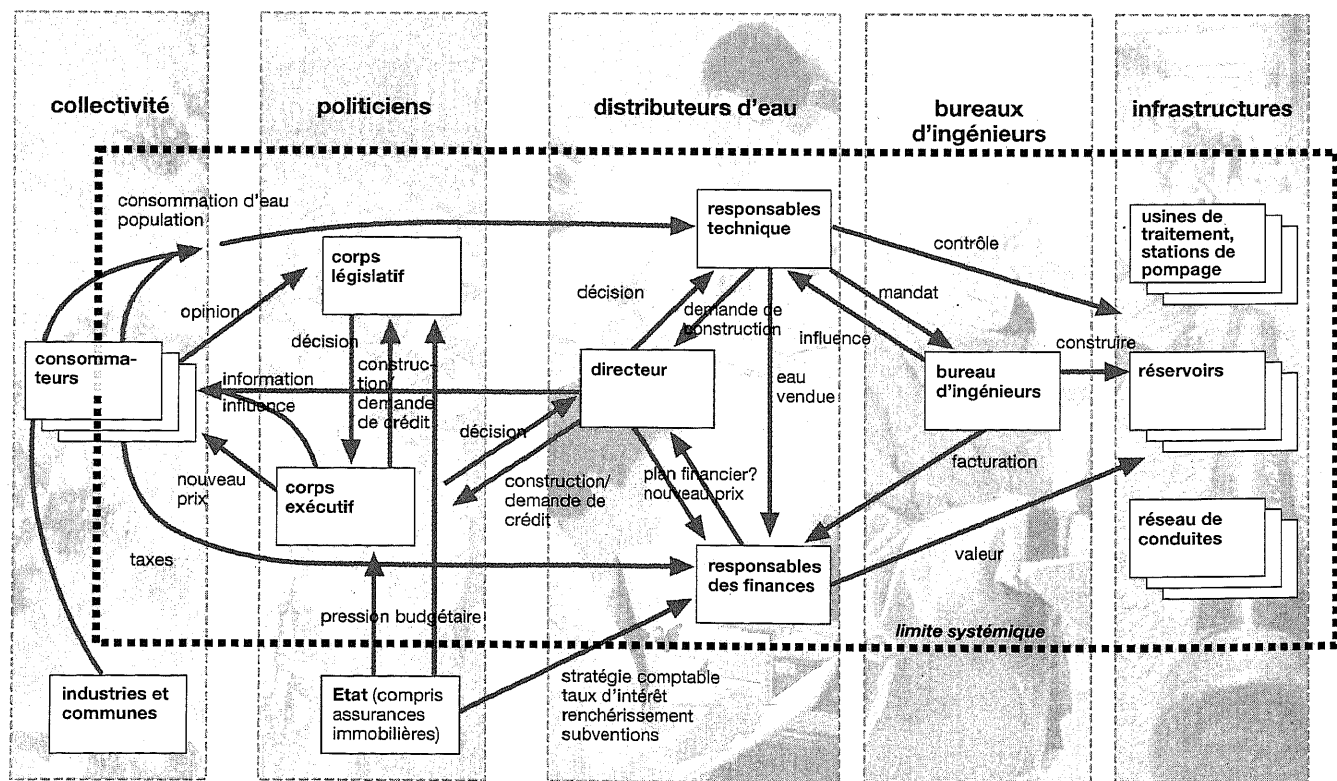 collectivité
politiciens
distributeurs d'eau
bureaux
d'ingénieurs
infrastructures
consommation d'eau
population
responsables
technique
usines de
traitement,
stations de
pompage
contrôle
corps
législatif
opinion
décision
demande de
construction
mandat
influence
construire
consomma-
teurs
information
influence
décision
construc-
tion/
demande
de crédit
directeur
eau
vendue
bureau
d'ingénieurs
réservoirs
décision
nouveau
prix
corps
exécutif
construction/
demande de
crédit
plan financier?
nouveau prix
facturation
réseau de
conduites
taxes
responsables
des finances
valeur
pression budgétaire
limite systémique
industries et
communes
Etat (compris
assurances
immobilières)
stratégie comptable
taux d'intérêt
renchérissement
subventions